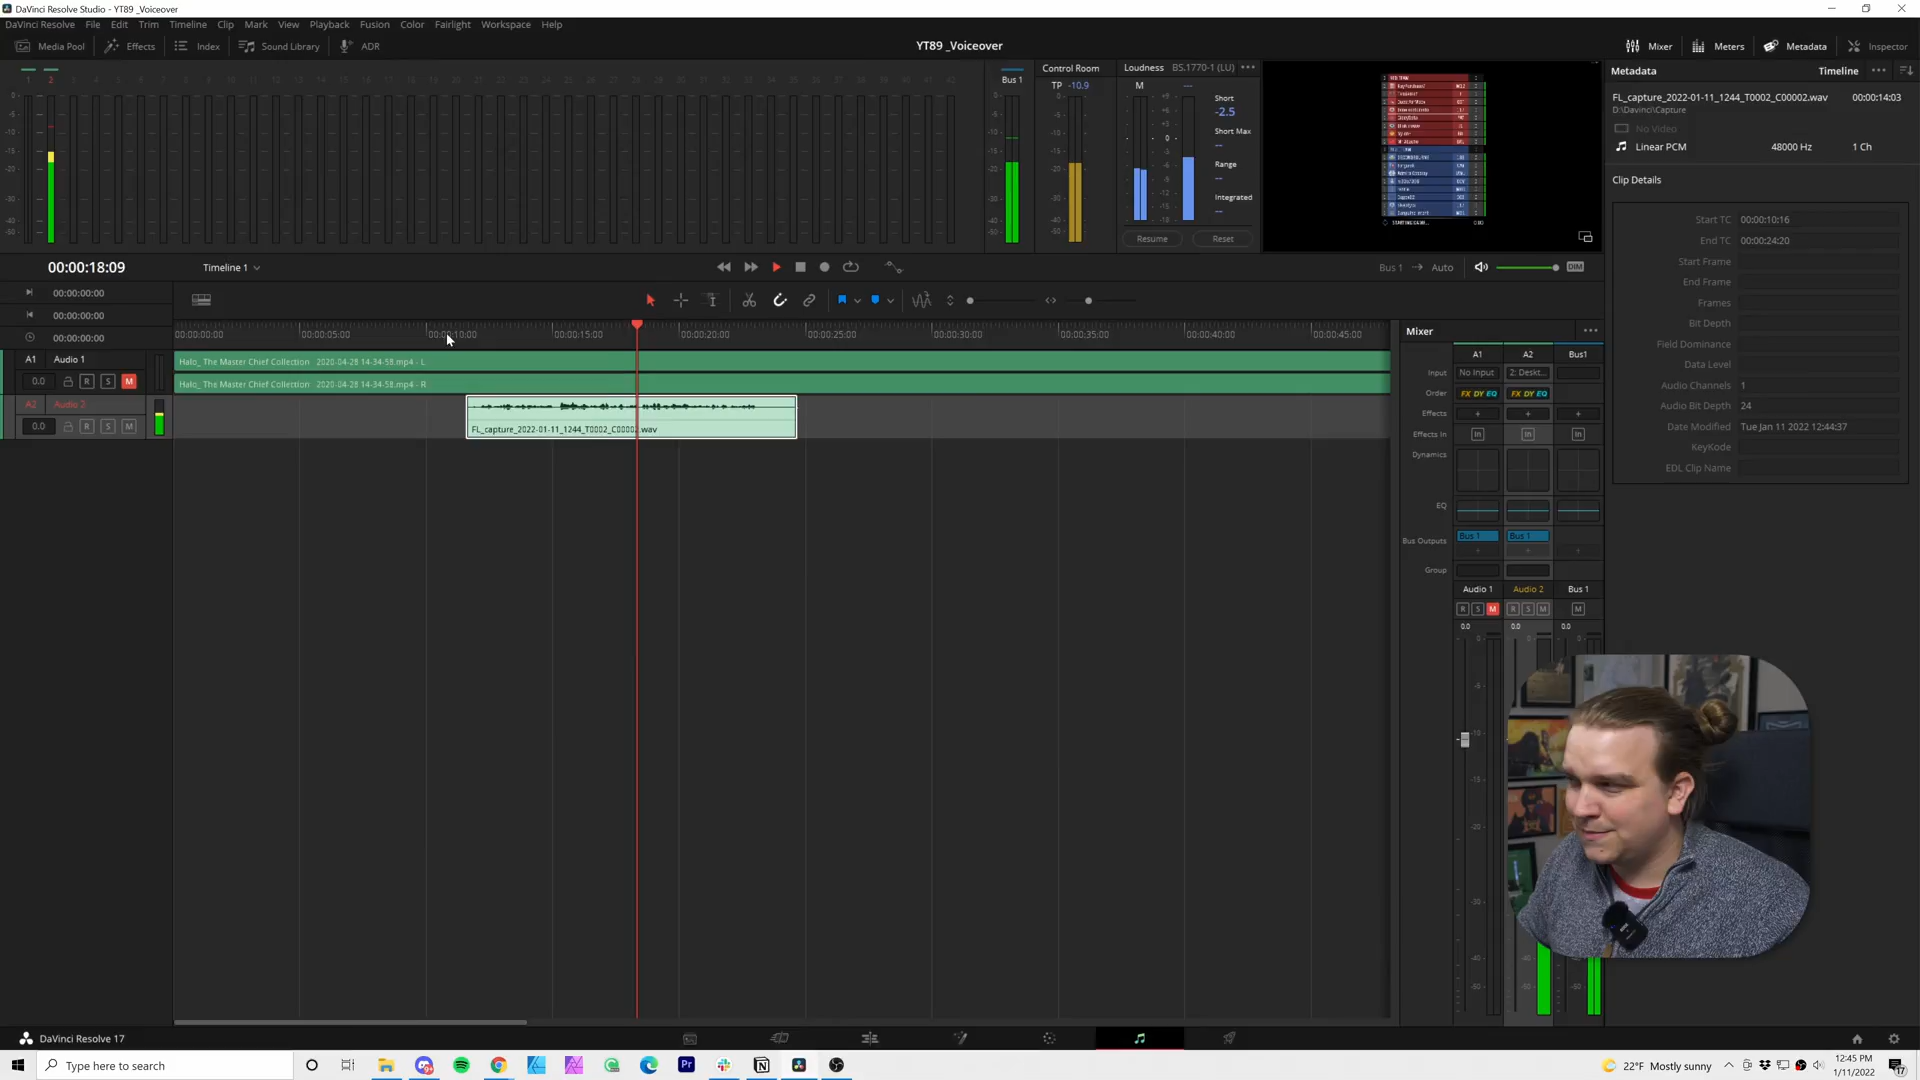 DaVinci Resolve Studio - YT89 _Voiceover
DaVinci Resolve File Edit Trim Timeline Clip Mark View Playback Fusion Color Fairlight Workspace Help
Media Pool Effects Index Sound Library ADR
YT89 _Voiceover
Mixer Meters Metadata Inspector
Bus 1
Control Room
TP -10.9
Loudness BS.1770-1 (LU)
M
Short
-2.5
Short Max
Range
Integrated
Resume Reset
Metadata Timeline
FL_capture_2022-01-11_1244_T0002_C00002.wav 00:00:14:03
D:\Davinci\Capture
No Video
Linear PCM 48000 Hz 1 Ch
Clip Details
Start TC 00:00:10:16
End TC 00:00:24:20
Start Frame
End Frame
Frames
Bit Depth
Field Dominance
Data Level
Audio Channels 1
Audio Bit Depth 24
Date Modified Tue Jan 11 2022 12:44:37
KeyKode
EDL Clip Name
00:00:18:09 Timeline 1
Bus 1 Auto DIM
00:00:00:00
00:00:00:00
00:00:00:00
00:00:00:00 00:00:05:00 00:00:10:00 00:00:15:00 00:00:20:00 00:00:25:00 00:00:30:00 00:00:35:00 00:00:40:00 00:00:45:00
A1 Audio 1
0.0 R S M
Halo_ The Master Chief Collection 2020-04-28 14-34-58.mp4 - L
Halo_ The Master Chief Collection 2020-04-28 14-34-58.mp4 - R
A2 Audio 2
0.0 R S M
FL_capture_2022-01-11_1244_T0002_C00002.wav
Mixer
A1 A2 Bus1
Input No Input 2: Deskt...
Order FX DY EQ FX DY EQ
Effects
Effects In
Dynamics
EQ
Bus Outputs Bus 1 Bus 1
Group
Audio 1 Audio 2 Bus 1
R S M R S M M
0.0 0.0 0.0
DaVinci Resolve 17
Type here to search
22°F Mostly sunny
12:45 PM
1/11/2022